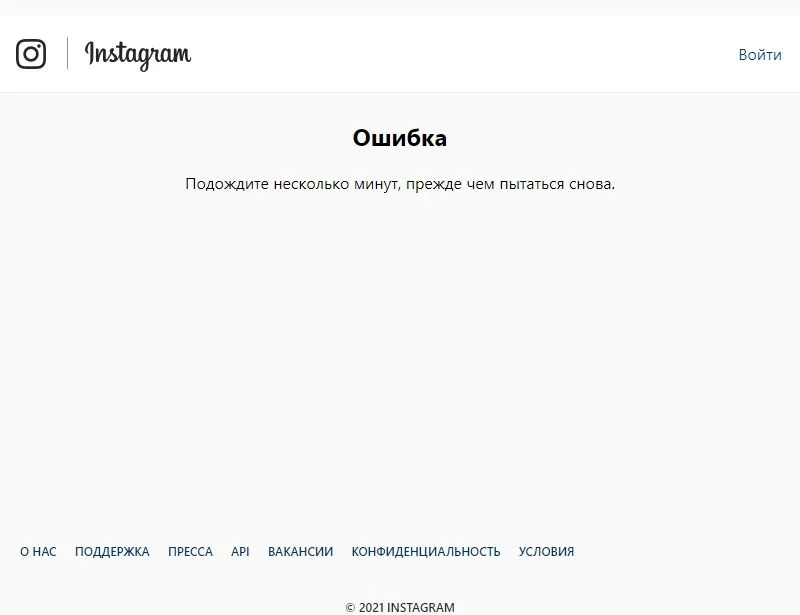 Instagram
Войти
Ошибка
Подождите несколько минут, прежде чем пытаться снова.
О НАС ПОДДЕРЖКА ПРЕССА API ВАКАНСИИ КОНФИДЕНЦИАЛЬНОСТЬ УСЛОВИЯ
© 2021 INSTAGRAM